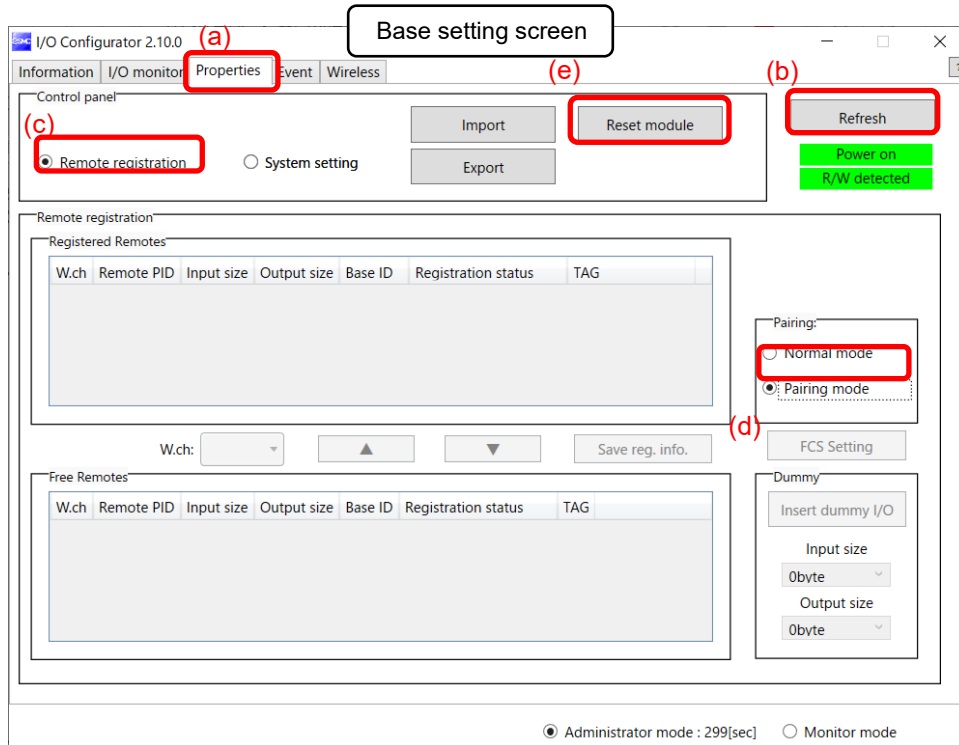 Base setting screen
I/O Configurator 2.10.0
(a)
Information I/O monitor Properties Event Wireless
(e)
(b)
Control panel
(c)
Import
Reset module
Refresh
Remote registration
System setting
Export
Power on
R/W detected
Remote registration
Registered Remotes
W.ch Remote PID Input size Output size Base ID Registration status TAG
Pairing:
Normal mode
Pairing mode
(d)
W.ch:
▲
▼
Save reg. info.
FCS Setting
Free Remotes
W.ch Remote PID Input size Output size Base ID Registration status TAG
Dummy
Insert dummy I/O
Input size
0byte
Output size
0byte
Administrator mode : 299[sec]
Monitor mode